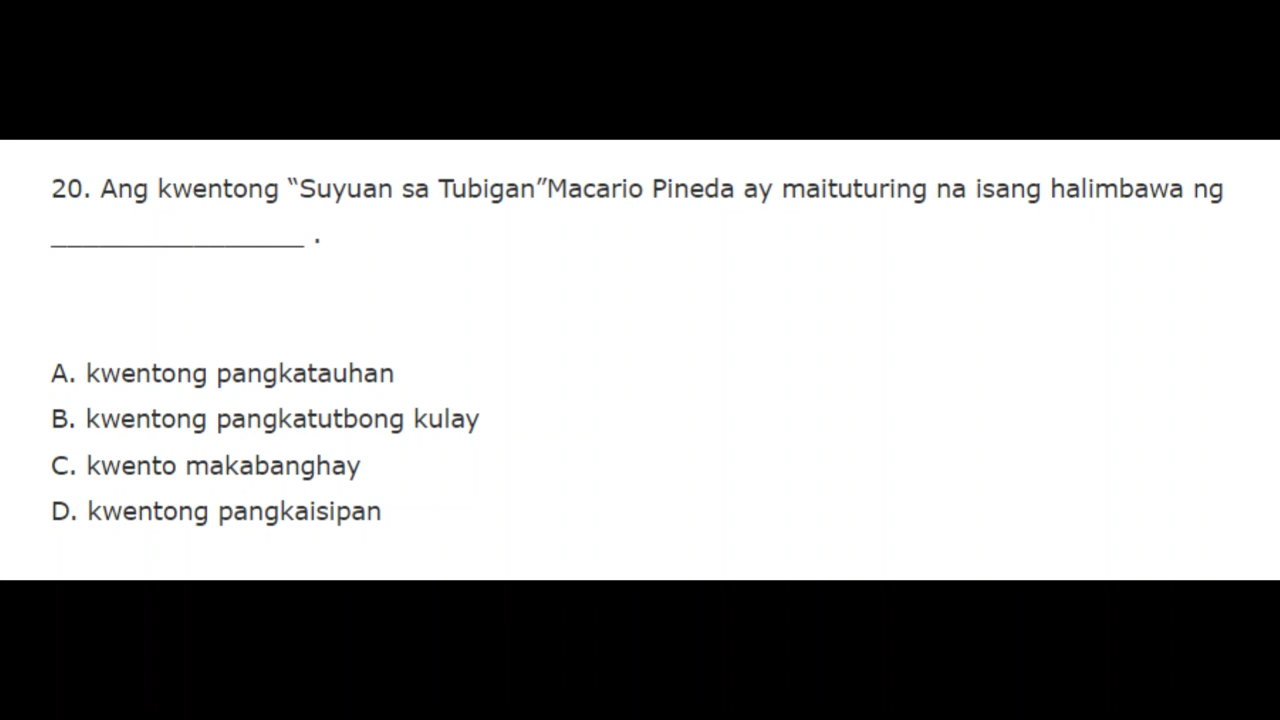 20. Ang kwentong “Suyuan sa Tubigan”Macario Pineda ay maituturing na isang halimbawa ng
________________ .
A. kwentong pangkatauhan
B. kwentong pangkatutbong kulay
C. kwento makabanghay
D. kwentong pangkaisipan